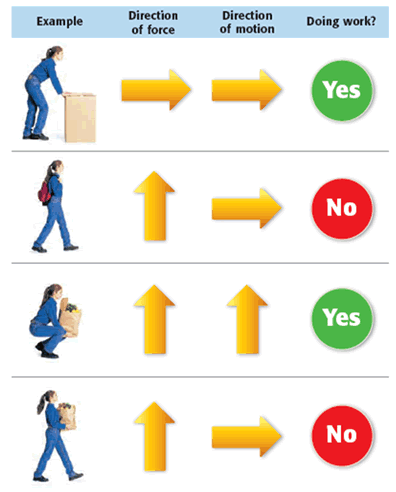 Example
Direction
of force
Direction
of motion
Doing work?
Yes
No
Yes
No